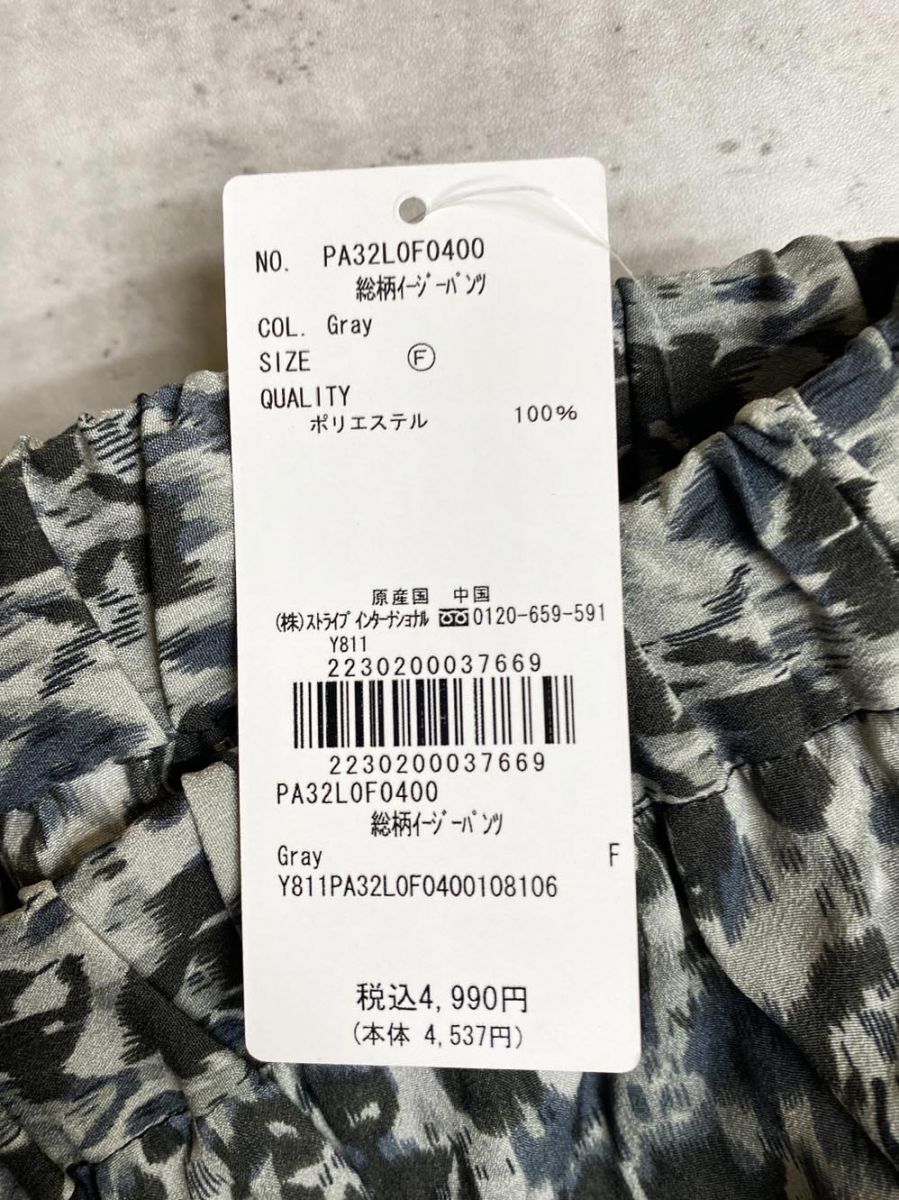 NO. PA32L0F0400
総柄ｲｰｼﾞｰﾊﾟﾝﾂ
COL. Gray
SIZE Ⓕ
QUALITY
ポリエステル 100%
原産国 中国
(株)ｽﾄﾗｲﾌﾟ ｲﾝﾀｰﾅｼｮﾅﾙ 0120-659-591
Y811
2230200037669
2230200037669
PA32L0F0400
総柄ｲｰｼﾞｰﾊﾟﾝﾂ
Gray F
Y811PA32L0F0400108106
税込4,990円
(本体 4,537円)